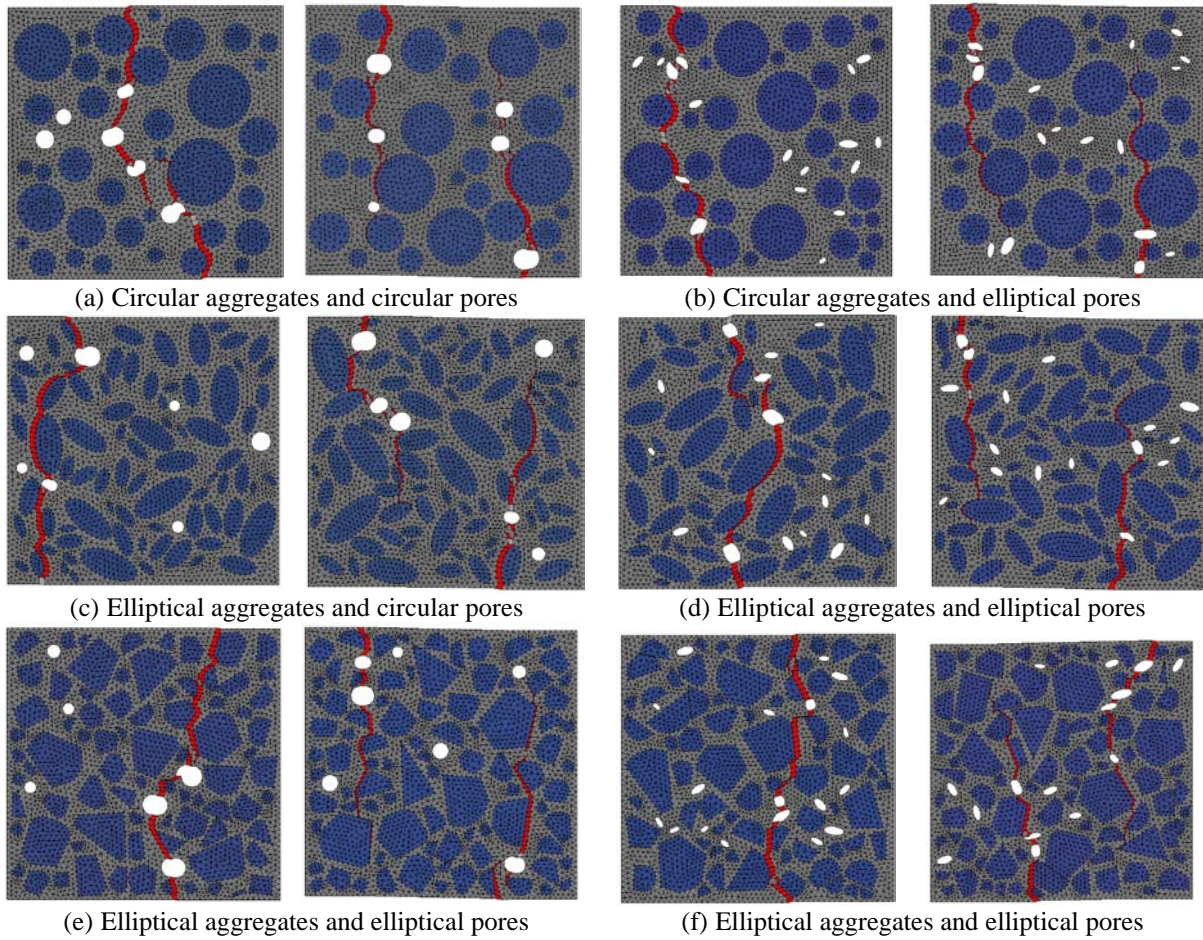 (a) Circular aggregates and circular pores
(b) Circular aggregates and elliptical pores
(c) Elliptical aggregates and circular pores
(d) Elliptical aggregates and elliptical pores
(e) Elliptical aggregates and elliptical pores
(f) Elliptical aggregates and elliptical pores